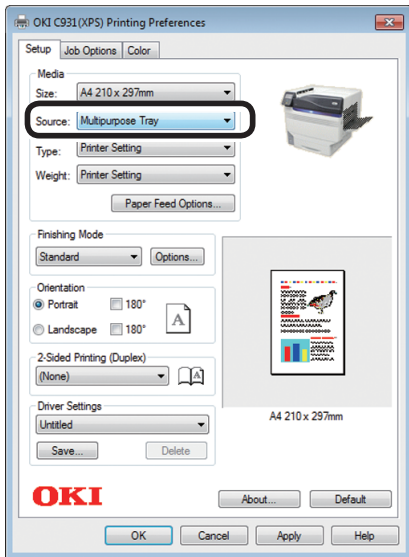 OKI C931(XPS) Printing Preferences
Setup Job Options Color
Media
Size: A4 210 x 297mm
Source: Multipurpose Tray
Type: Printer Setting
Weight: Printer Setting
Paper Feed Options...
Finishing Mode
Standard Options...
Orientation
Portrait 180°
Landscape 180°
A
2-Sided Printing (Duplex)
(None) A
Driver Settings
Untitled
Save... Delete
A4 210 x 297mm
OKI
About... Default
OK Cancel Apply Help